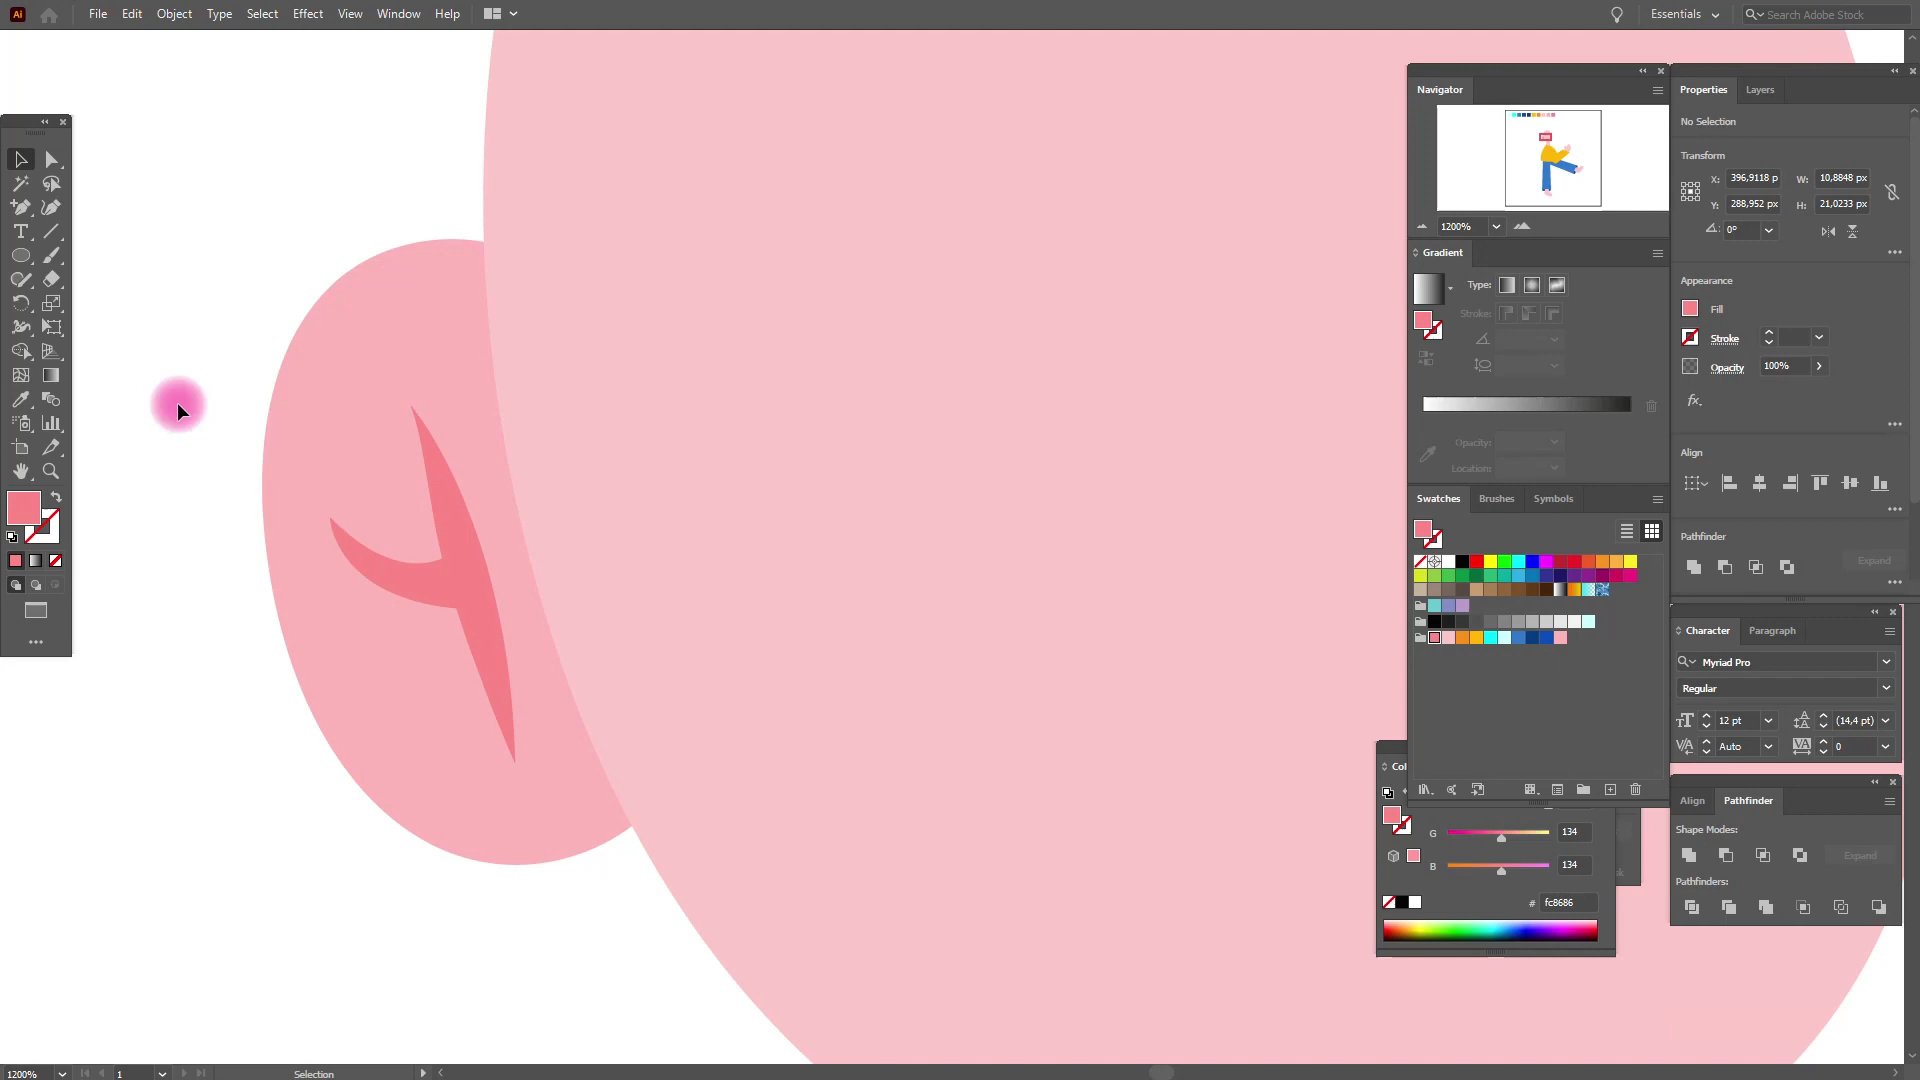 Ai File Edit Object Type Select Effect View Window Help
Essentials
Search Adobe Stock
Navigator
1200%
Gradient
Type:
Stroke:
Opacity:
Location:
Swatches Brushes Symbols
Col
G 134
B 134
# fc8686
Properties Layers
No Selection
Transform
X: 396,9118 p W: 10,8848 px
Y: 288,952 px H: 21,0233 px
0°
Appearance
Fill
Stroke
Opacity 100%
fx.
Align
Pathfinder
Expand
Character Paragraph
Myriad Pro
Regular
12 pt (14,4 pt)
Auto 0
Align Pathfinder
Shape Modes:
Expand
Pathfinders:
1200% 1 Selection